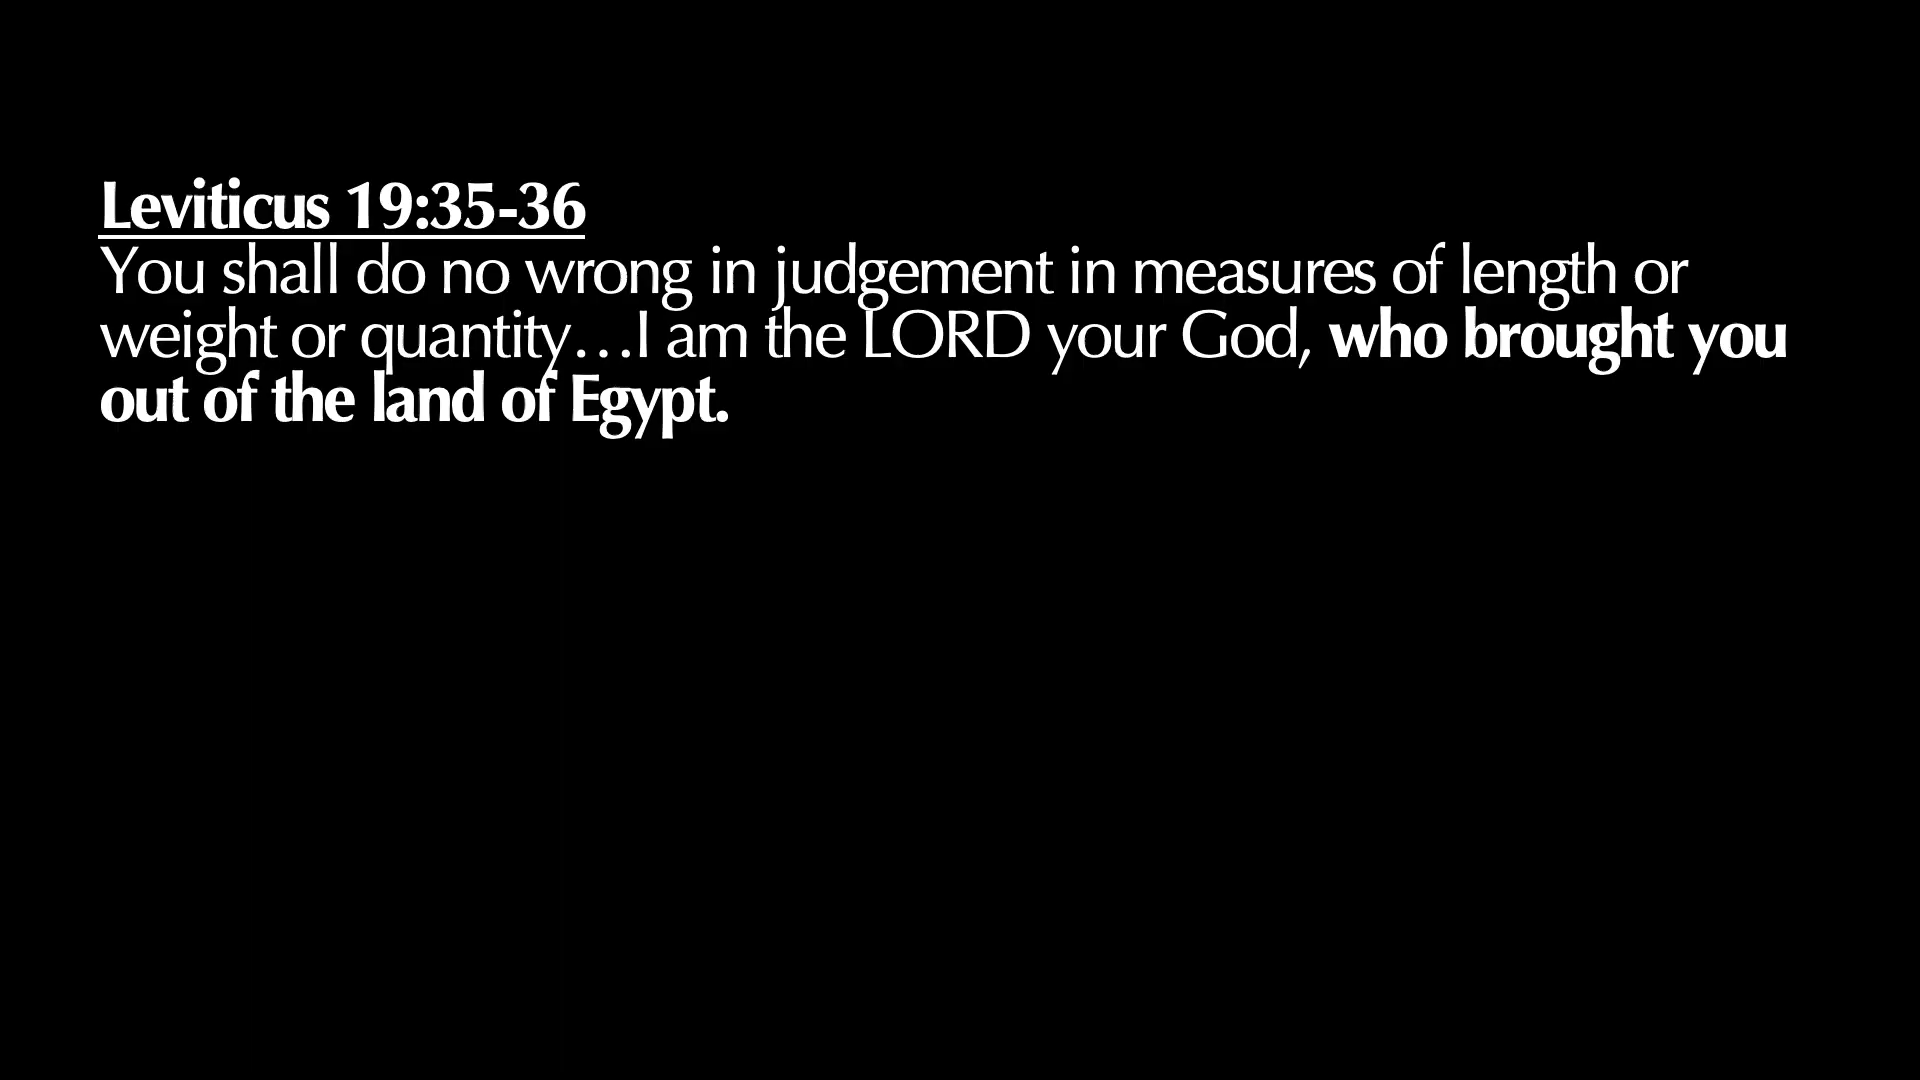 Leviticus 19:35-36
You shall do no wrong in judgement in measures of length or
weight or quantity…I am the LORD your God, who brought you
out of the land of Egypt.